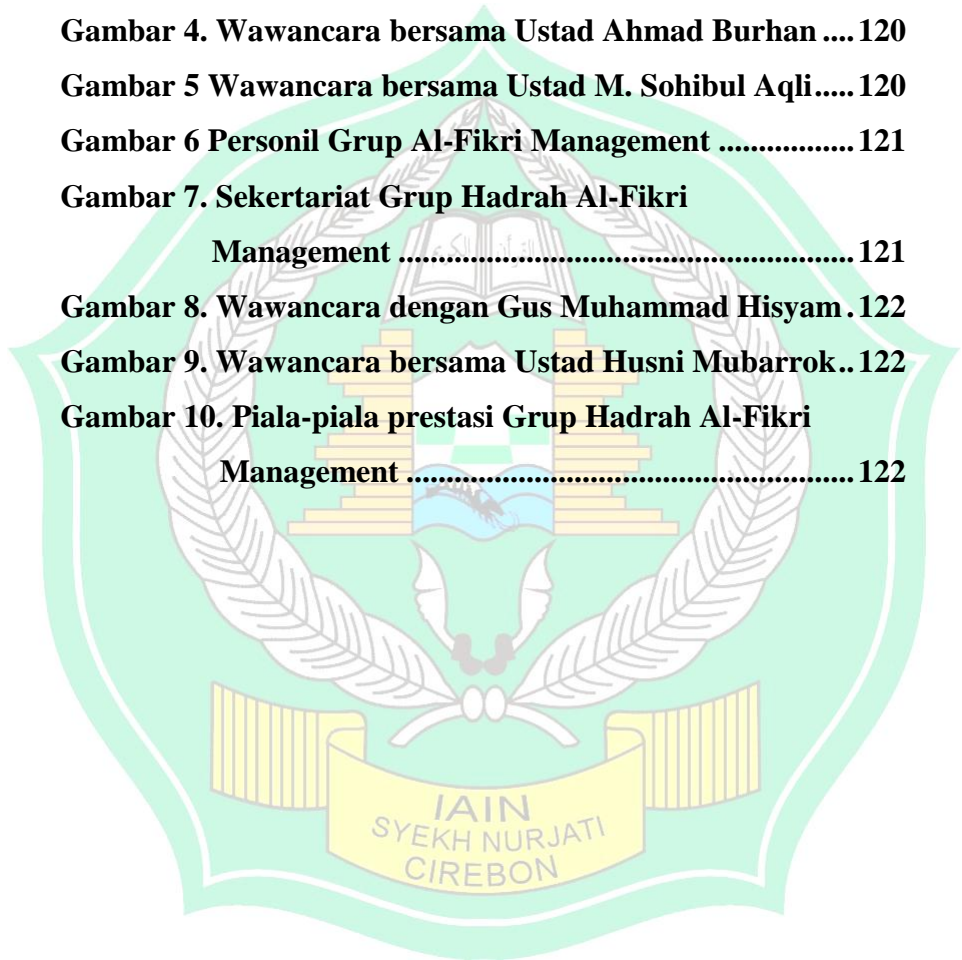 Gambar 4. Wawancara bersama Ustad Ahmad Burhan .... 120
Gambar 5 Wawancara bersama Ustad M. Sohibul Aqli..... 120
Gambar 6 Personil Grup Al-Fikri Management ................. 121
Gambar 7. Sekertariat Grup Hadrah Al-Fikri
Management ...................................................... 121
Gambar 8. Wawancara dengan Gus Muhammad Hisyam . 122
Gambar 9. Wawancara bersama Ustad Husni Mubarrok.. 122
Gambar 10. Piala-piala prestasi Grup Hadrah Al-Fikri
Management ..................................................... 122
IAIN
SYEKH NURJATI
CIREBON